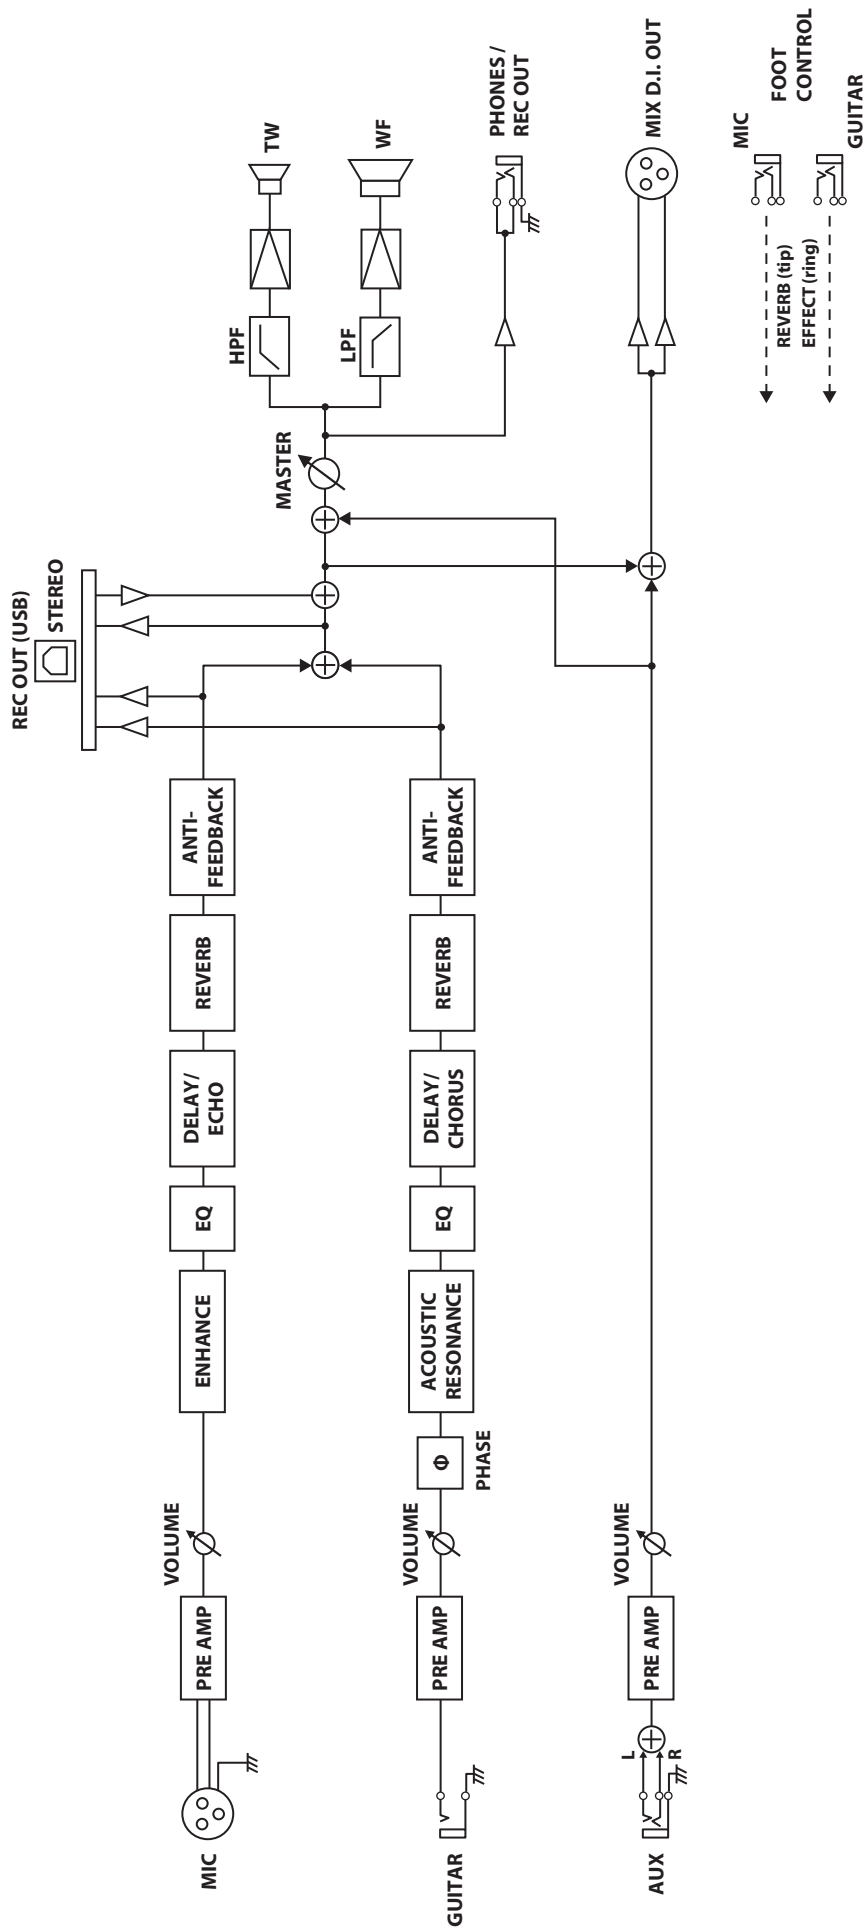 MIC
PRE AMP
VOLUME
ENHANCE
EQ
DELAY/
ECHO
REVERB
ANTI-
FEEDBACK
REC OUT (USB)
STEREO
MASTER
HPF
TW
LPF
WF
GUITAR
PRE AMP
VOLUME
Φ
PHASE
ACOUSTIC
RESONANCE
EQ
DELAY/
CHORUS
REVERB
ANTI-
FEEDBACK
PHONES /
REC OUT
AUX
L
R
PRE AMP
VOLUME
MIX D.I. OUT
REVERB (tip)
EFFECT (ring)
MIC
FOOT
CONTROL
GUITAR